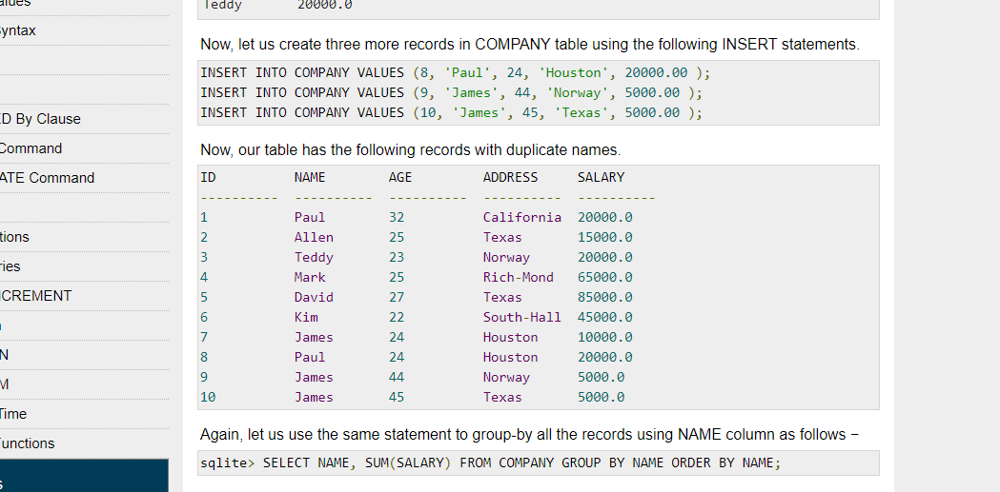 yntax
D By Clause
Command
ATE Command
tions
ries
CREMENT
N
M
Time
unctions
Teddy 20000.0
Now, let us create three more records in COMPANY table using the following INSERT statements.
INSERT INTO COMPANY VALUES (8, 'Paul', 24, 'Houston', 20000.00 );
INSERT INTO COMPANY VALUES (9, 'James', 44, 'Norway', 5000.00 );
INSERT INTO COMPANY VALUES (10, 'James', 45, 'Texas', 5000.00 );
Now, our table has the following records with duplicate names.
ID NAME AGE ADDRESS SALARY
---------- ---------- ---------- ---------- ----------
1 Paul 32 California 20000.0
2 Allen 25 Texas 15000.0
3 Teddy 23 Norway 20000.0
4 Mark 25 Rich-Mond 65000.0
5 David 27 Texas 85000.0
6 Kim 22 South-Hall 45000.0
7 James 24 Houston 10000.0
8 Paul 24 Houston 20000.0
9 James 44 Norway 5000.0
10 James 45 Texas 5000.0
Again, let us use the same statement to group-by all the records using NAME column as follows −
sqlite> SELECT NAME, SUM(SALARY) FROM COMPANY GROUP BY NAME ORDER BY NAME;